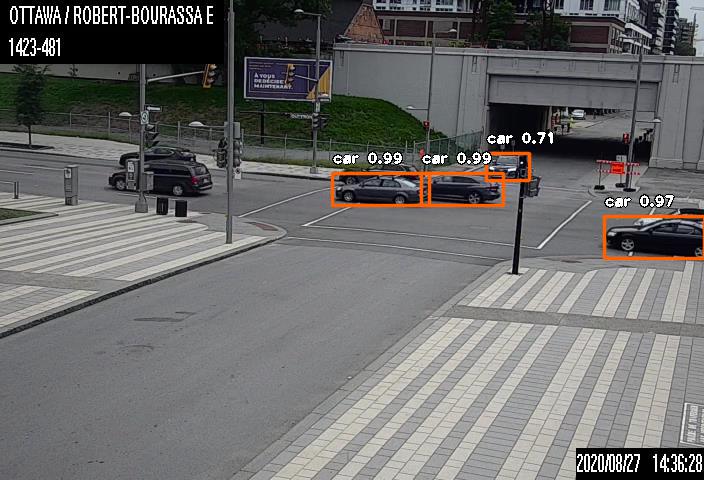 OTTAWA / ROBERT-BOURASSA E
1423-481
À VOUS
DE DÉCIDER
MAINTENANT.
car 0.99
car 0.99
car 0.71
car 0.97
2020/08/27 14:36:28